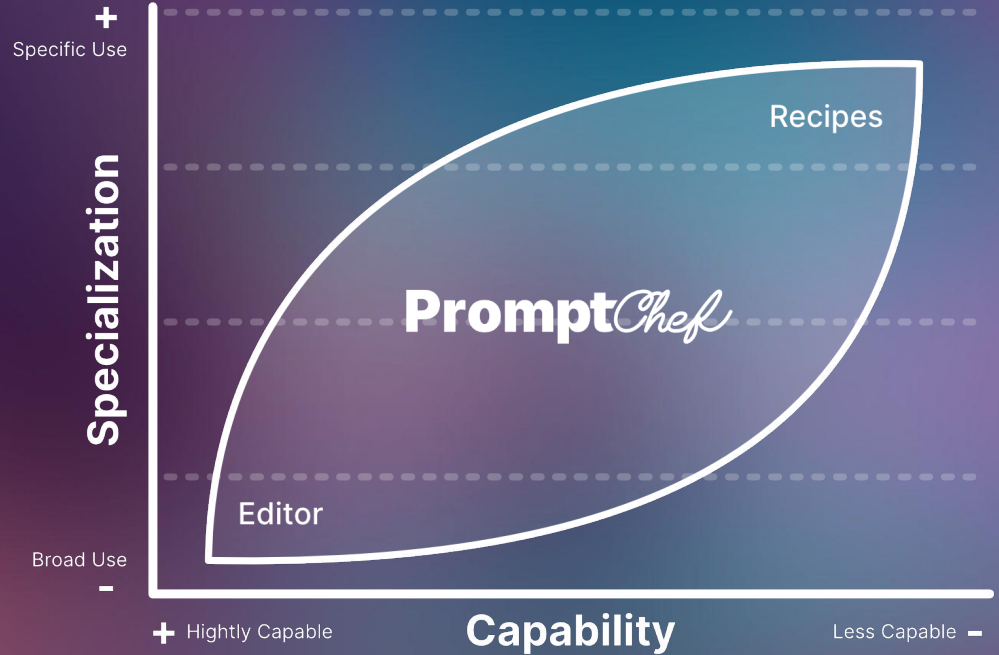 +
Specific Use
Recipes
Specialization
PromptChef
Editor
Broad Use
-
+ Hightly Capable
Capability
Less Capable -